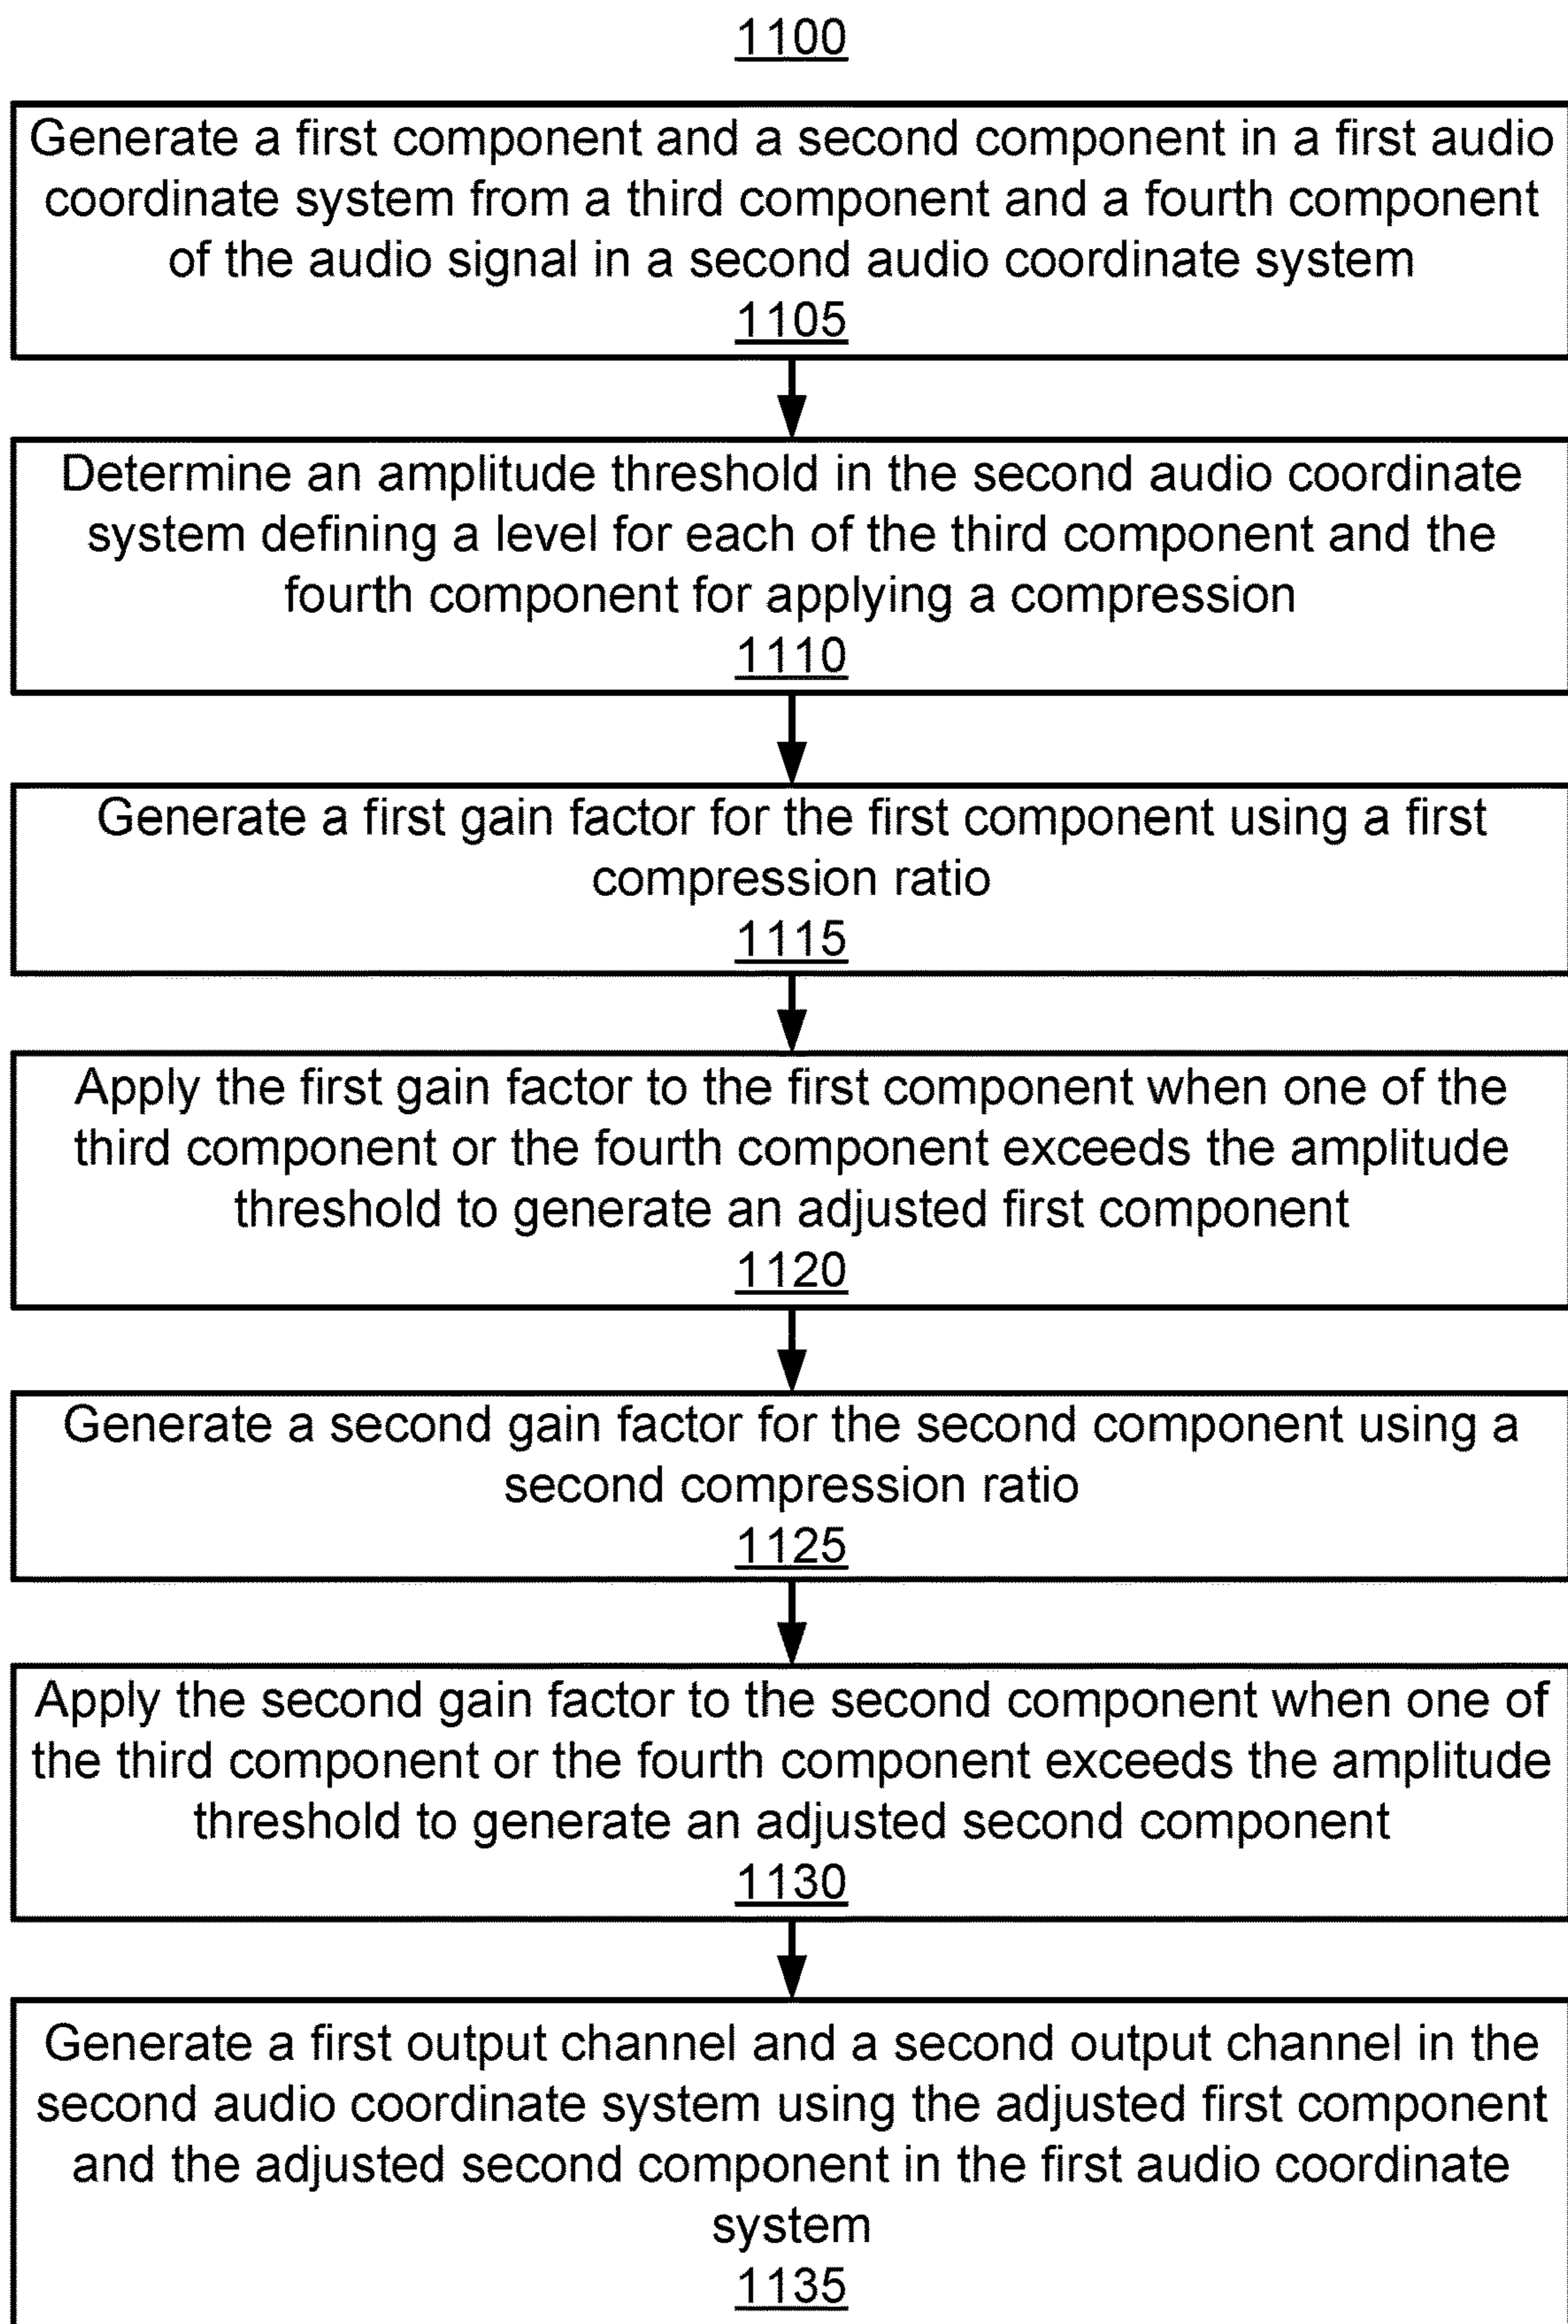 1100
Generate a first component and a second component in a first audio
coordinate system from a third component and a fourth component
of the audio signal in a second audio coordinate system
1105
Determine an amplitude threshold in the second audio coordinate
system defining a level for each of the third component and the
fourth component for applying a compression
1110
Generate a first gain factor for the first component using a first
compression ratio
1115
Apply the first gain factor to the first component when one of the
third component or the fourth component exceeds the amplitude
threshold to generate an adjusted first component
1120
Generate a second gain factor for the second component using a
second compression ratio
1125
Apply the second gain factor to the second component when one of
the third component or the fourth component exceeds the amplitude
threshold to generate an adjusted second component
1130
Generate a first output channel and a second output channel in the
second audio coordinate system using the adjusted first component
and the adjusted second component in the first audio coordinate
system
1135